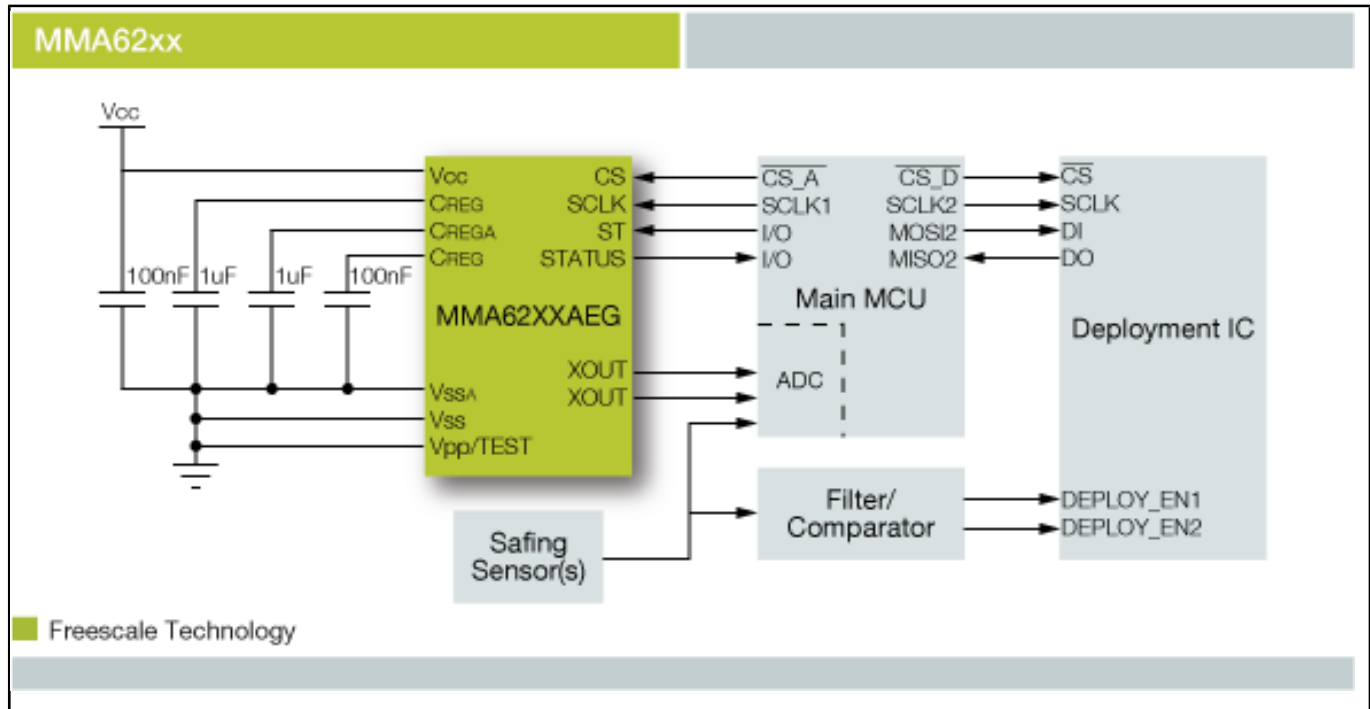 MMA62xx
Vcc
100nF
1uF
1uF
100nF
Vcc
CREG
CREGA
CREG
VSSA
Vss
Vpp/TEST
CS
SCLK
ST
STATUS
MMA62XXAEG
XOUT
XOUT
CS_A
SCLK1
I/O
I/O
CS_D
SCLK2
MOSI2
MISO2
Main MCU
ADC
CS
SCLK
DI
DO
Deployment IC
DEPLOY_EN1
DEPLOY_EN2
Filter/
Comparator
Safing
Sensor(s)
Freescale Technology